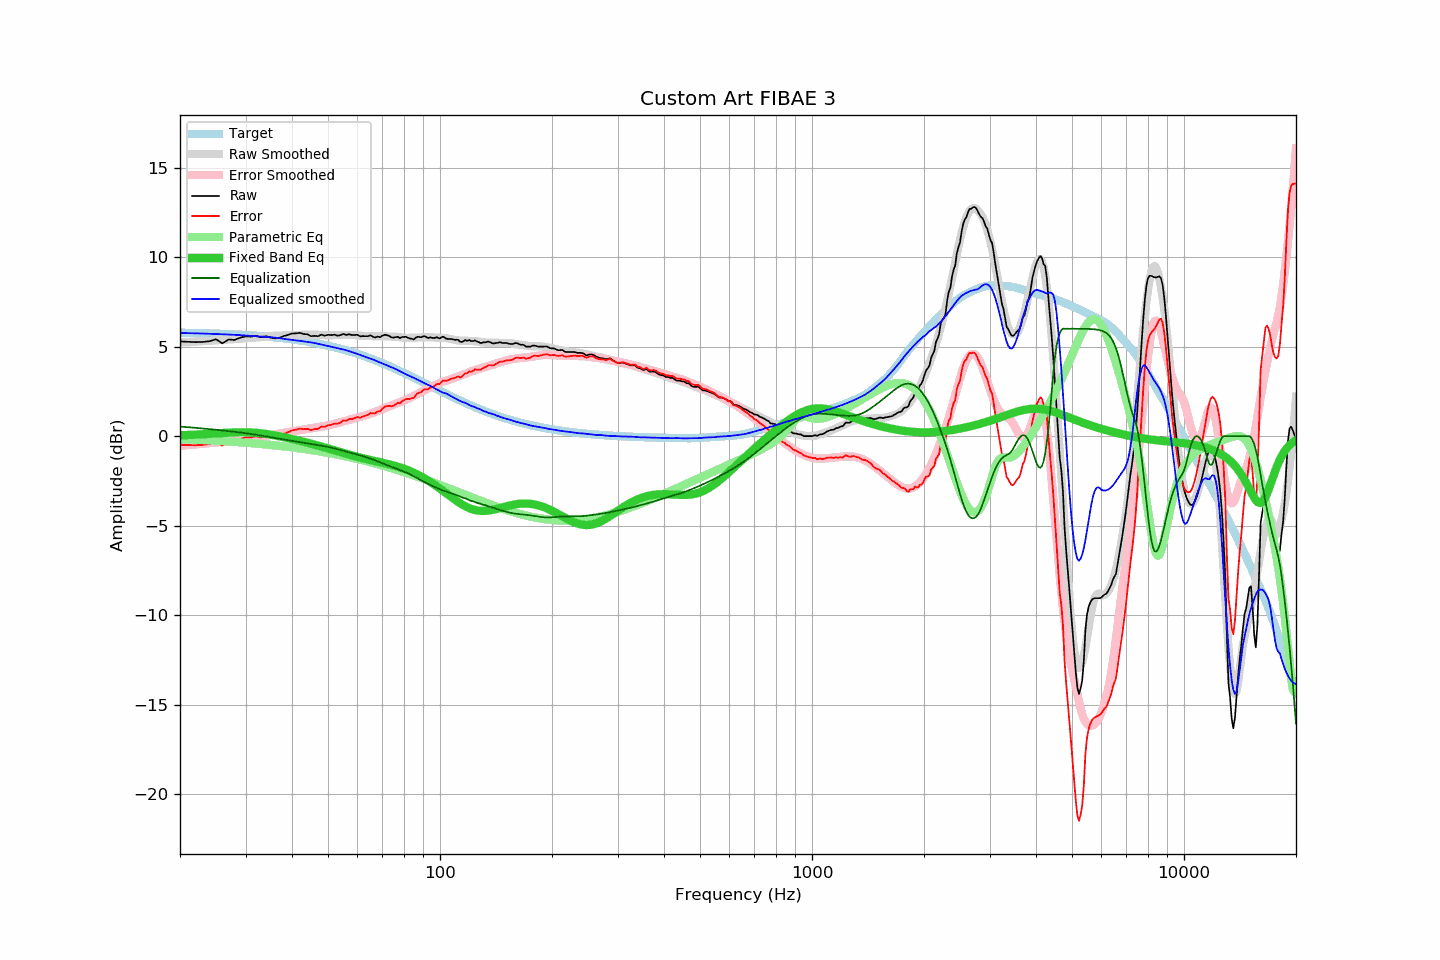 Custom Art FIBAE 3
Target
Raw Smoothed
Error Smoothed
Raw
Error
Parametric Eq
Fixed Band Eq
Equalization
Equalized smoothed
15
10
5
0
−5
−10
−15
−20
Amplitude (dBr)
100
1000
10000
Frequency (Hz)